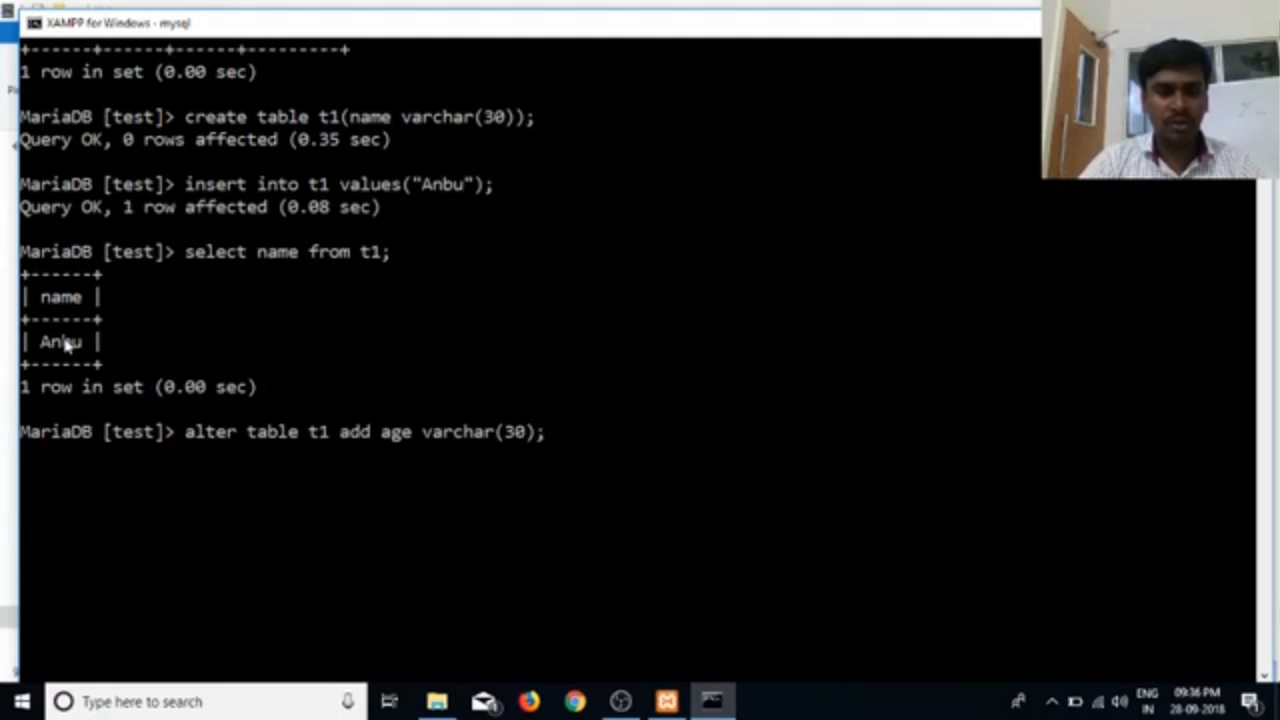 XAMPP for Windows - mysql
+------+------+------+---------+
1 row in set (0.00 sec)
MariaDB [test]> create table t1(name varchar(30));
Query OK, 0 rows affected (0.35 sec)
MariaDB [test]> insert into t1 values("Anbu");
Query OK, 1 row affected (0.08 sec)
MariaDB [test]> select name from t1;
+------+
| name |
+------+
| Anbu |
+------+
1 row in set (0.00 sec)
MariaDB [test]> alter table t1 add age varchar(30);
Type here to search
ENG
IN
09:36 PM
28-09-2018